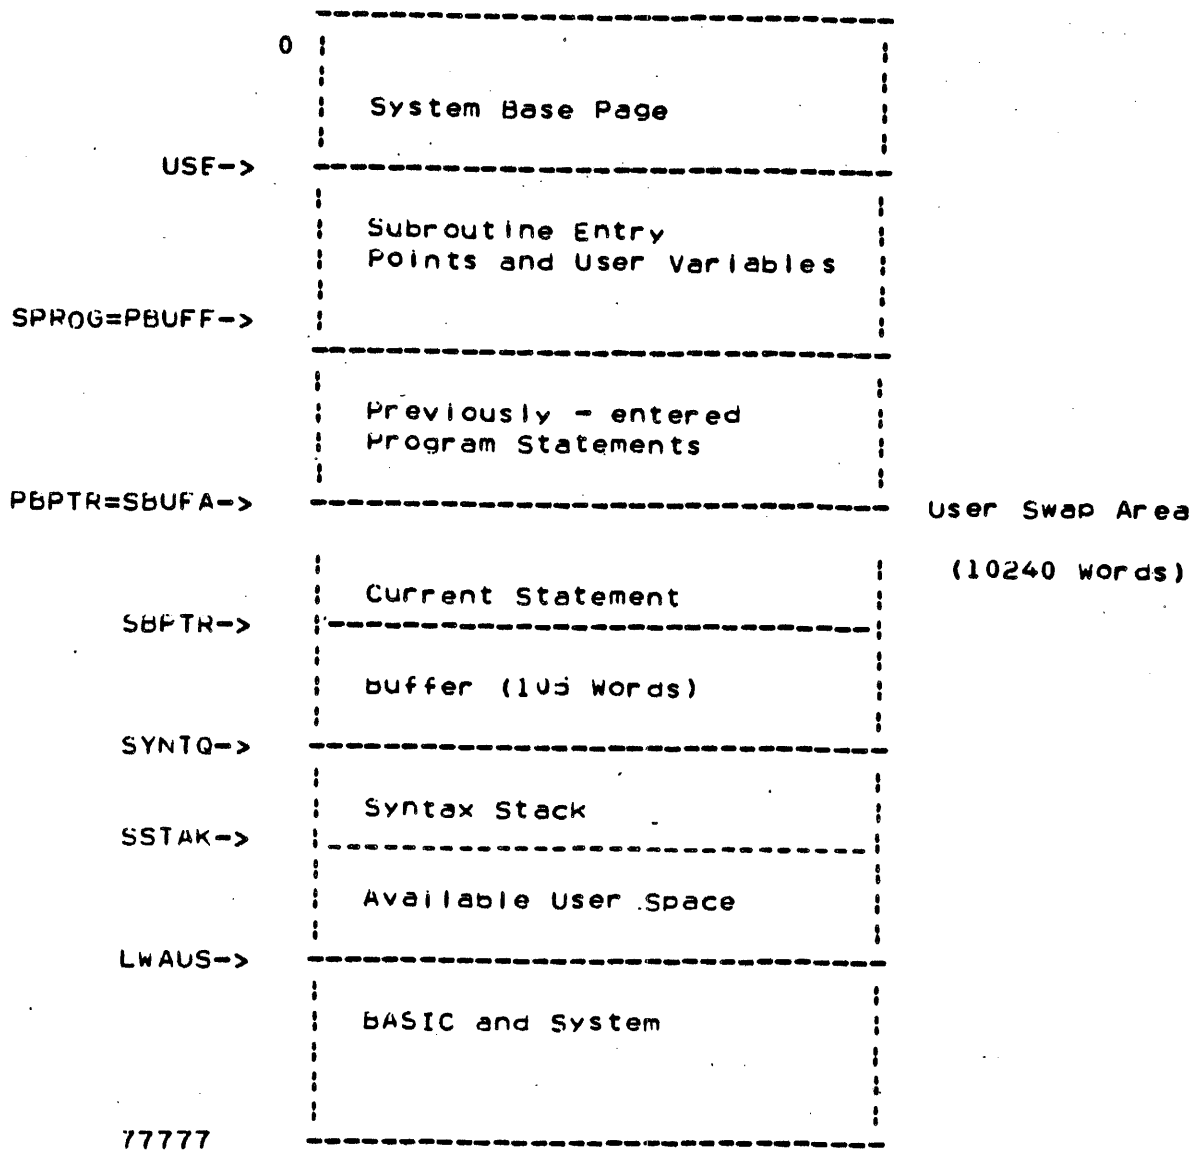 0
System Base Page
USE->
Subroutine Entry
Points and User Variables
SPROG=PBUFF->
Previously - entered
Program Statements
PBPTR=SBUFA->
User Swap Area
(10240 Words)
Current Statement
SBPTR->
Buffer (105 Words)
SYNTQ->
Syntax Stack
SSTAK->
Available User Space
LWAUS->
BASIC and System
77777